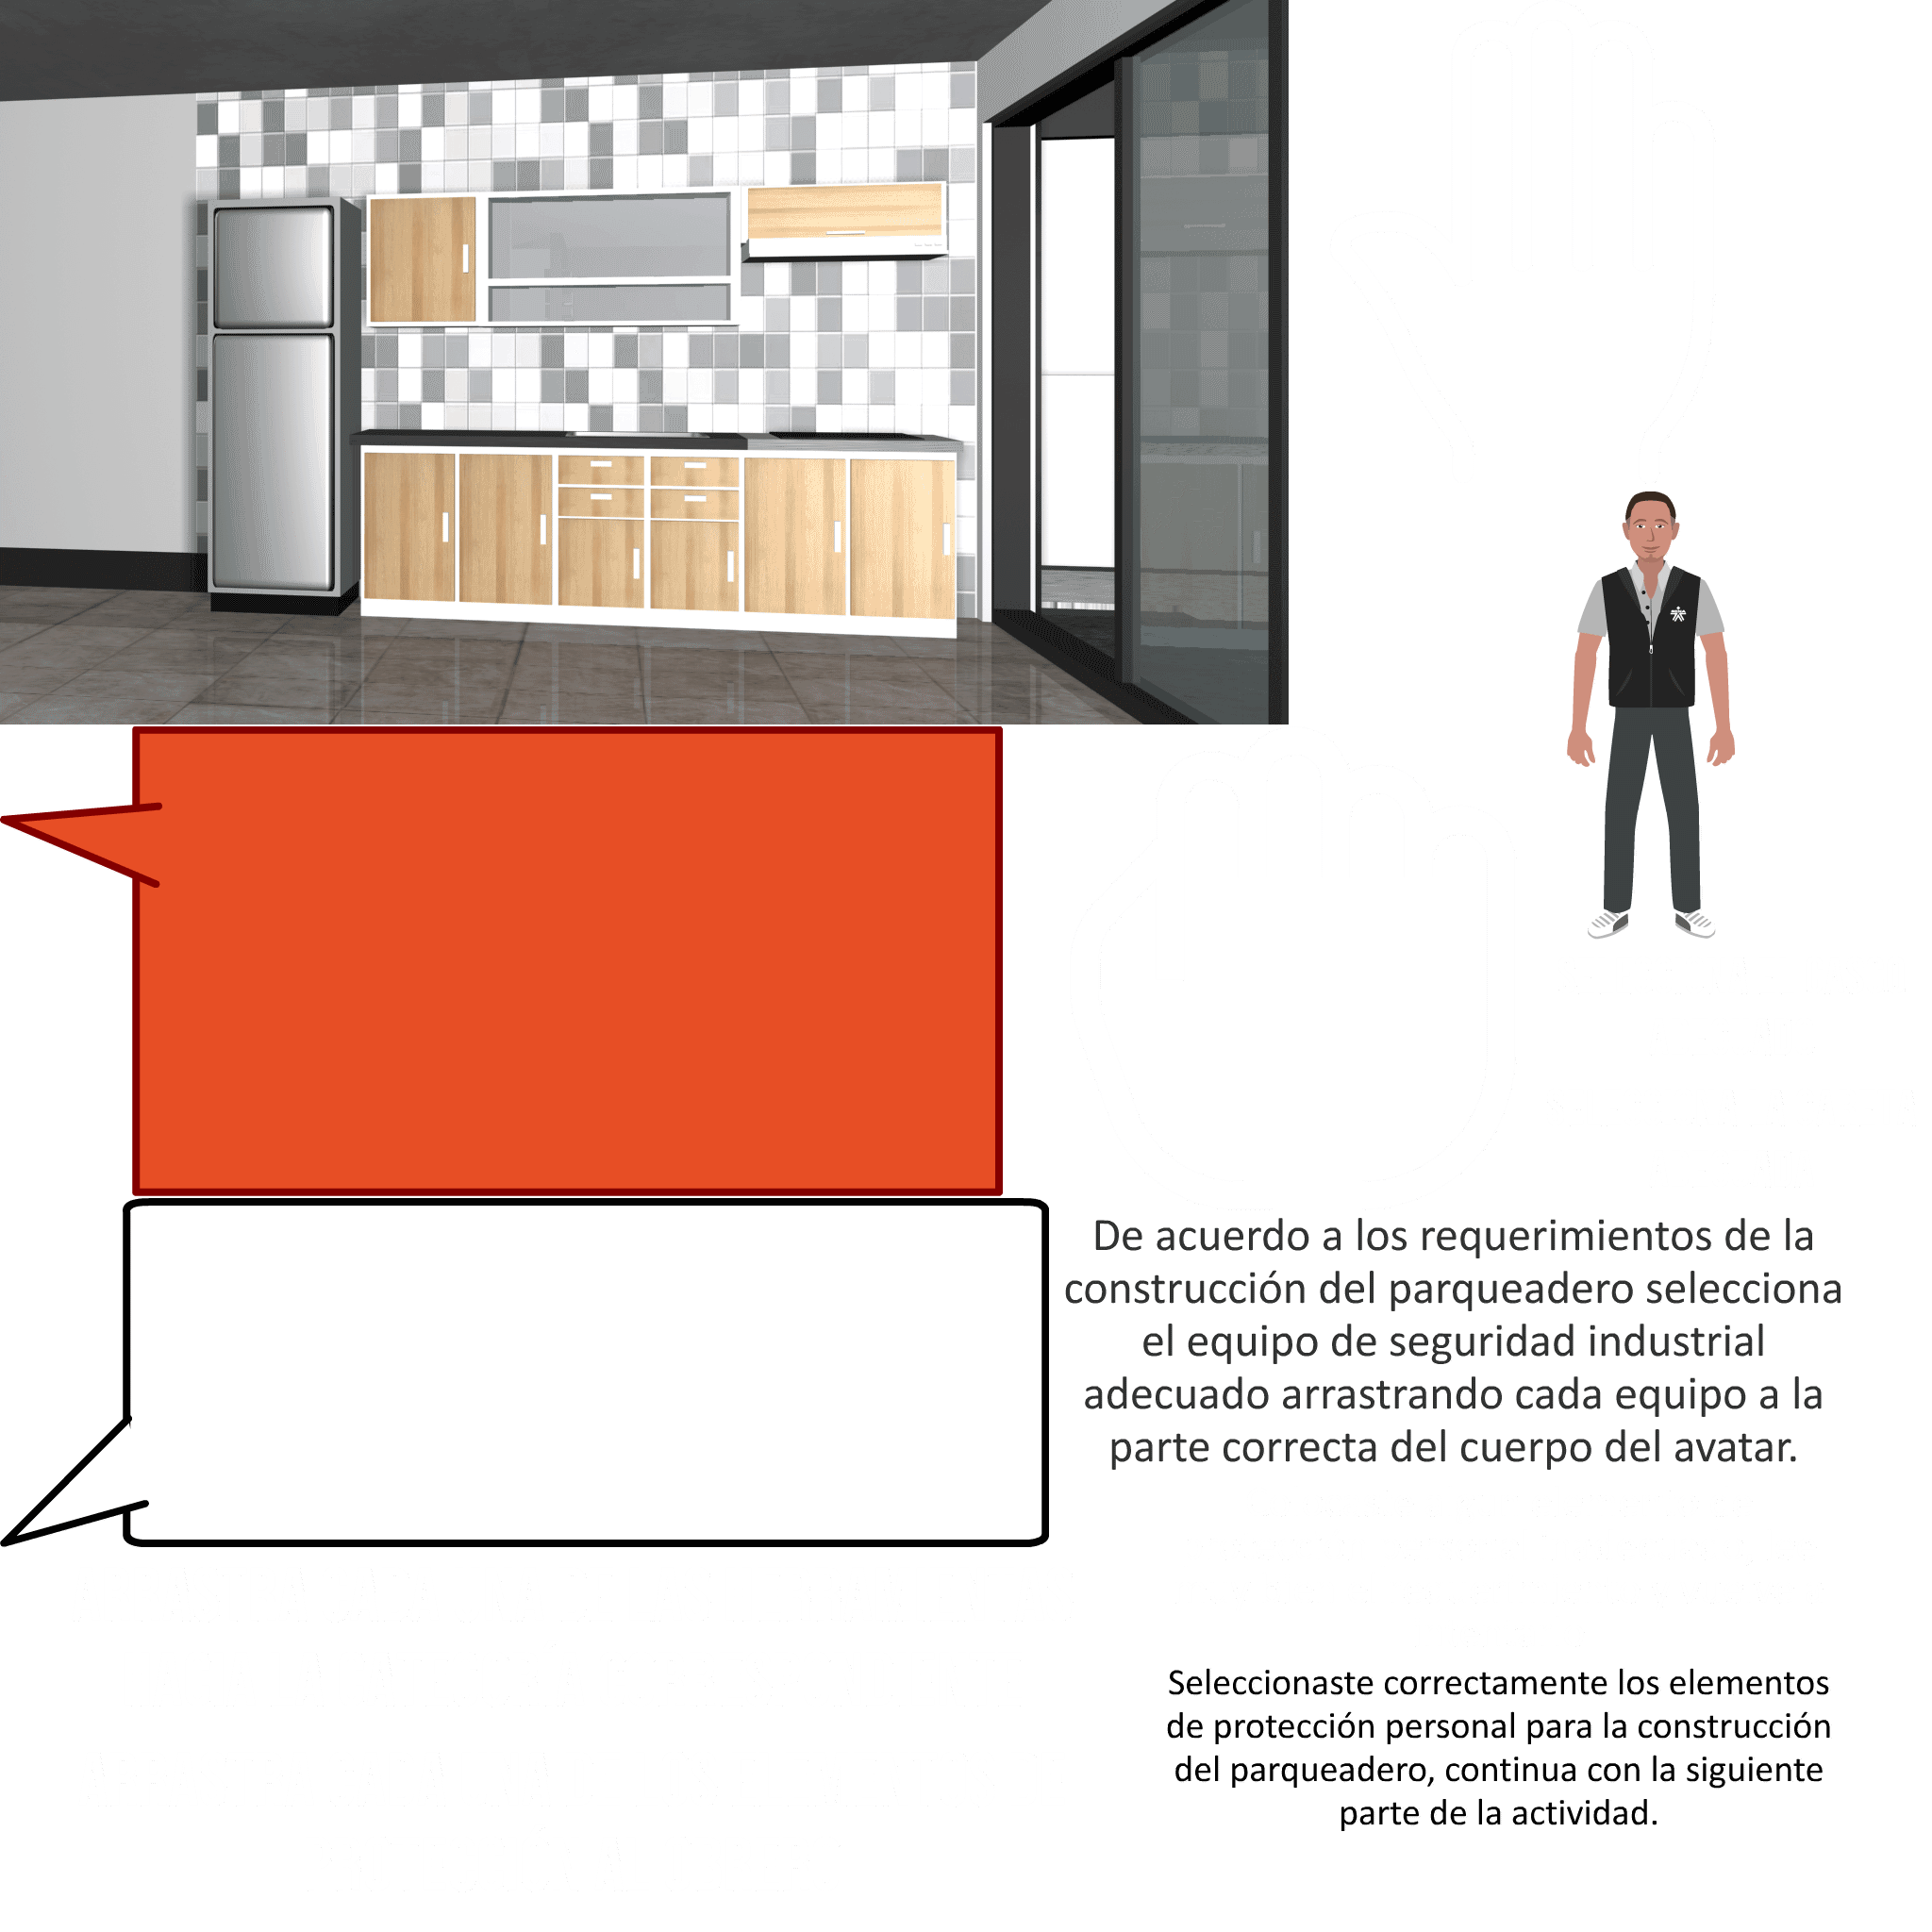 De acuerdo a los requerimientos de la
construcción del parqueadero selecciona
el equipo de seguridad industrial
adecuado arrastrando cada equipo a la
parte correcta del cuerpo del avatar.
Seleccionaste correctamente los elementos
de protección personal para la construcción
del parqueadero, continua con la siguiente
parte de la actividad.